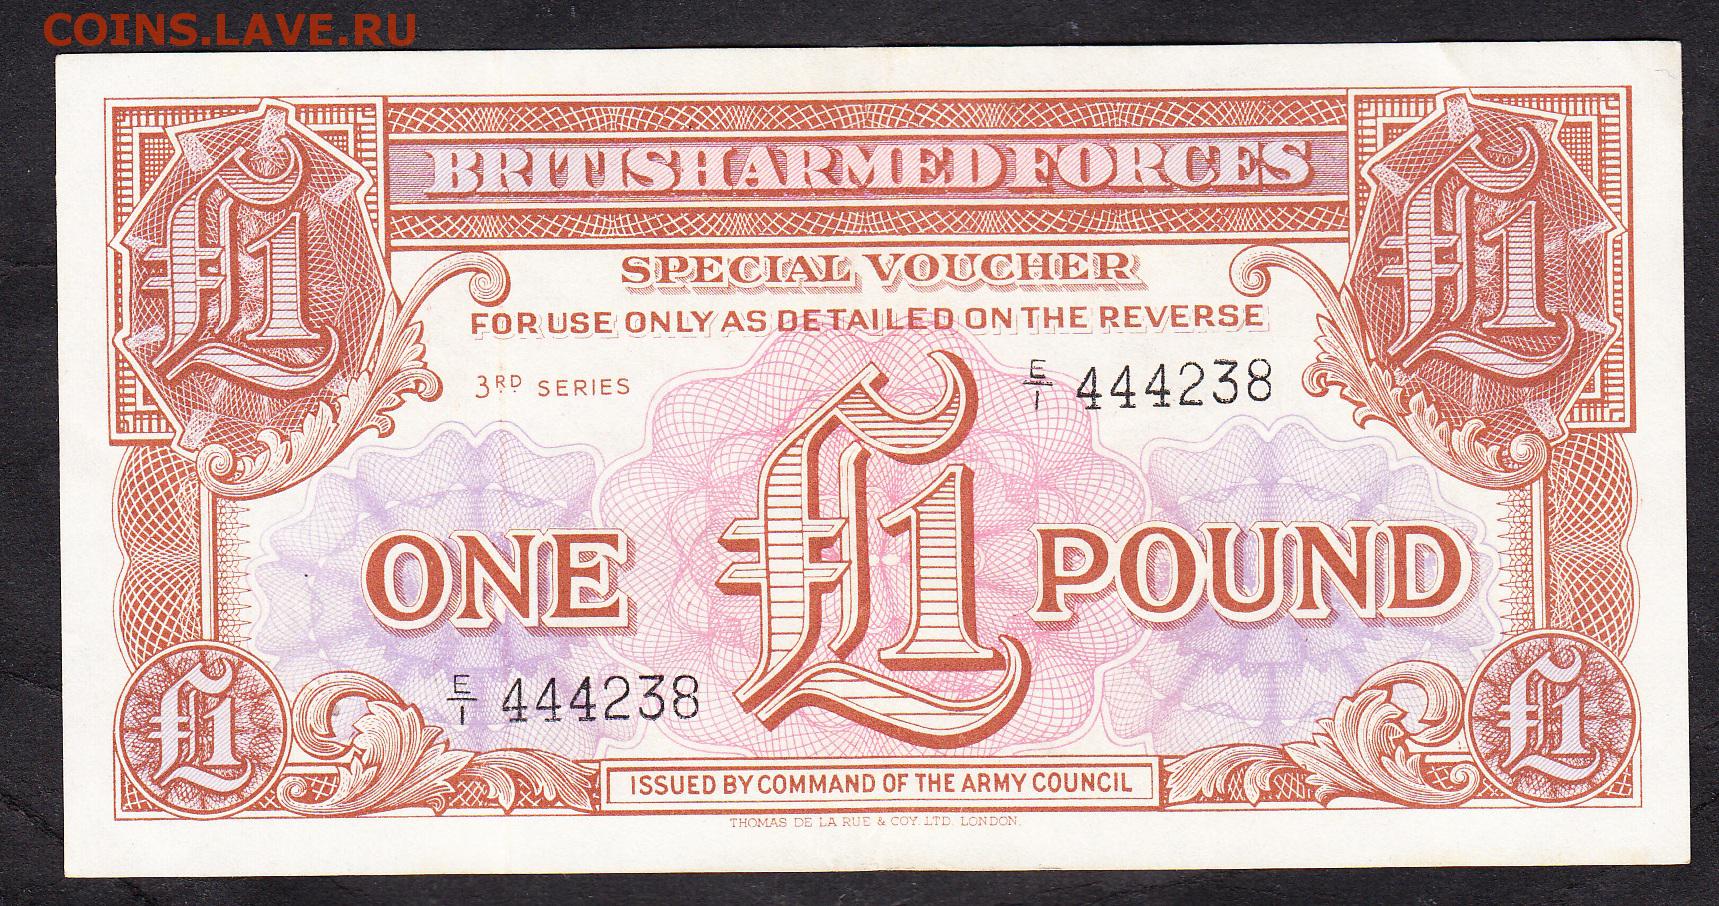 COINS.LAVE.RU
£1
£1
BRITISH ARMED FORCES
SPECIAL VOUCHER
FOR USE ONLY AS DETAILED ON THE REVERSE
3RD SERIES
E/1 444238
ONE £1 POUND
E/1 444238
£1
£1
ISSUED BY COMMAND OF THE ARMY COUNCIL
THOMAS DE LA RUE & COY. LTD. LONDON.